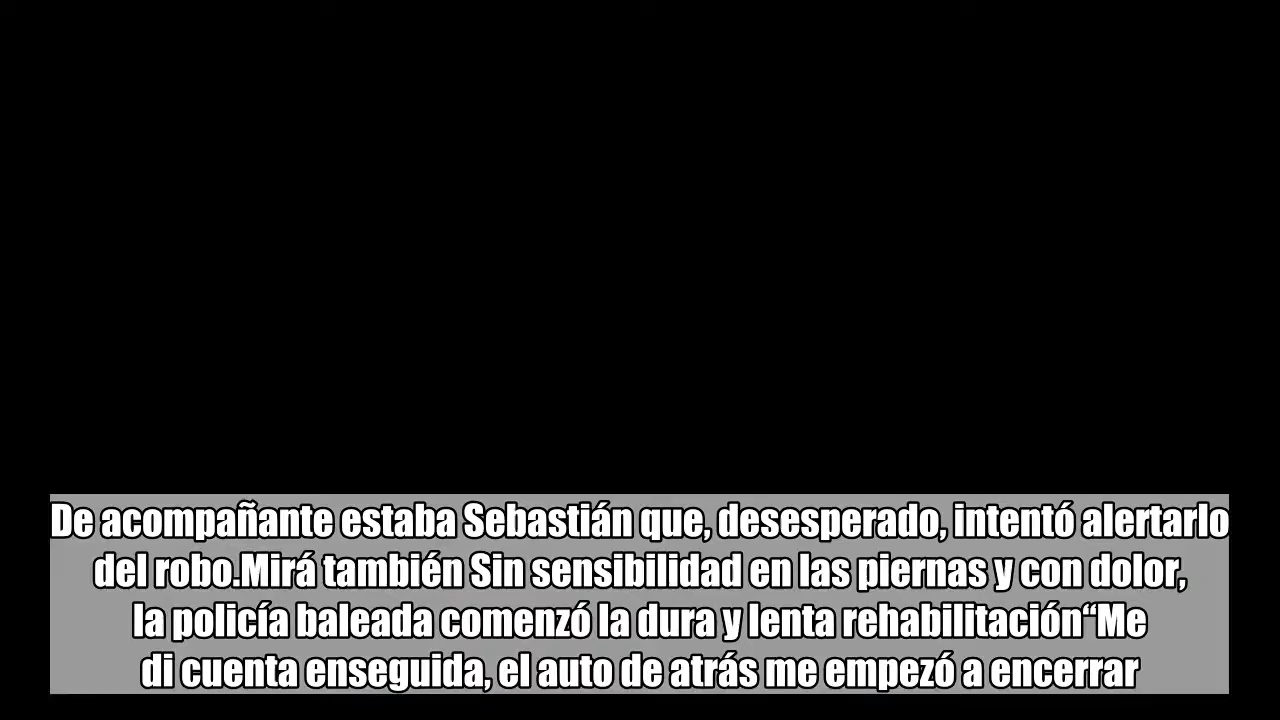 De acompañante estaba Sebastián que, desesperado, intentó alertarlo
del robo.Mirá también Sin sensibilidad en las piernas y con dolor,
la policía baleada comenzó la dura y lenta rehabilitación“Me
di cuenta enseguida, el auto de atrás me empezó a encerrar